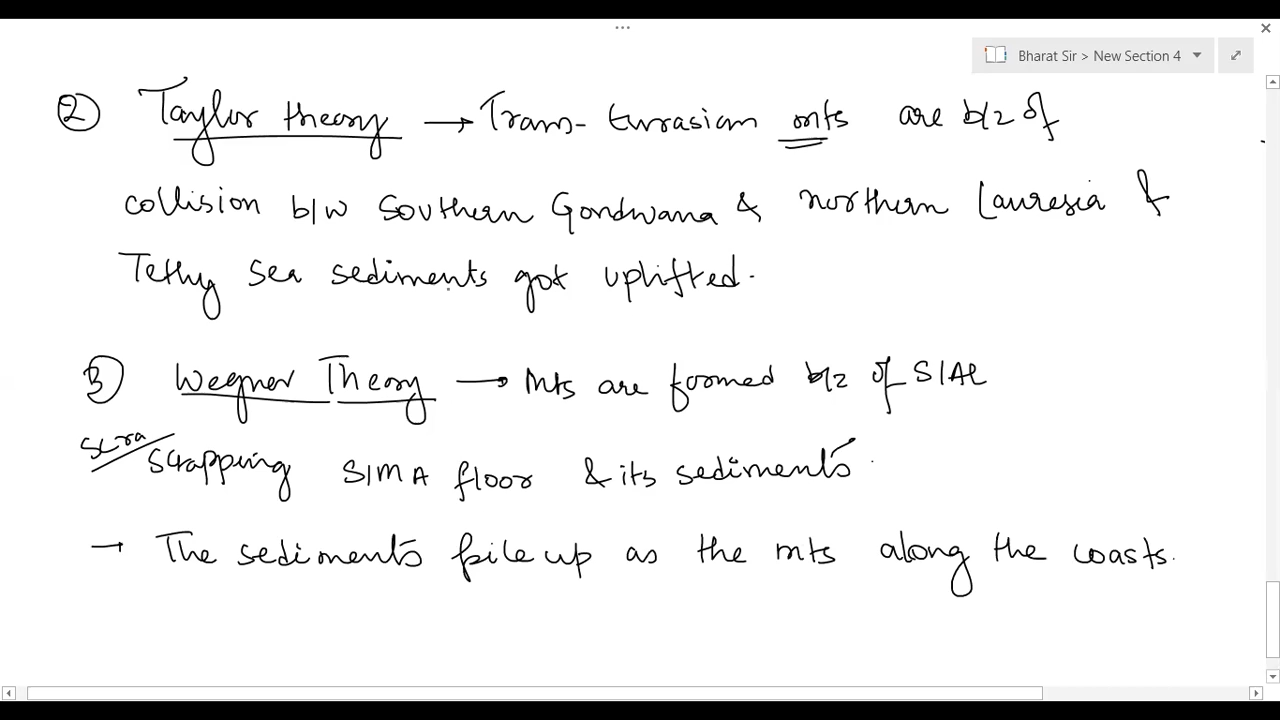 Bharat Sir > New Section 4
② Taylor theory → Trans-Eurasian mts are b/z of
collision b/w Southern Gondwana & northern Lauresia &
Tethy sea sediments got uplifted.
3) Wegner Theory → Mts are formed b/z of SIAL
Scra
Scrapping SIMA floor & its sediments.
→ The sediments pile up as the mts along the coasts.